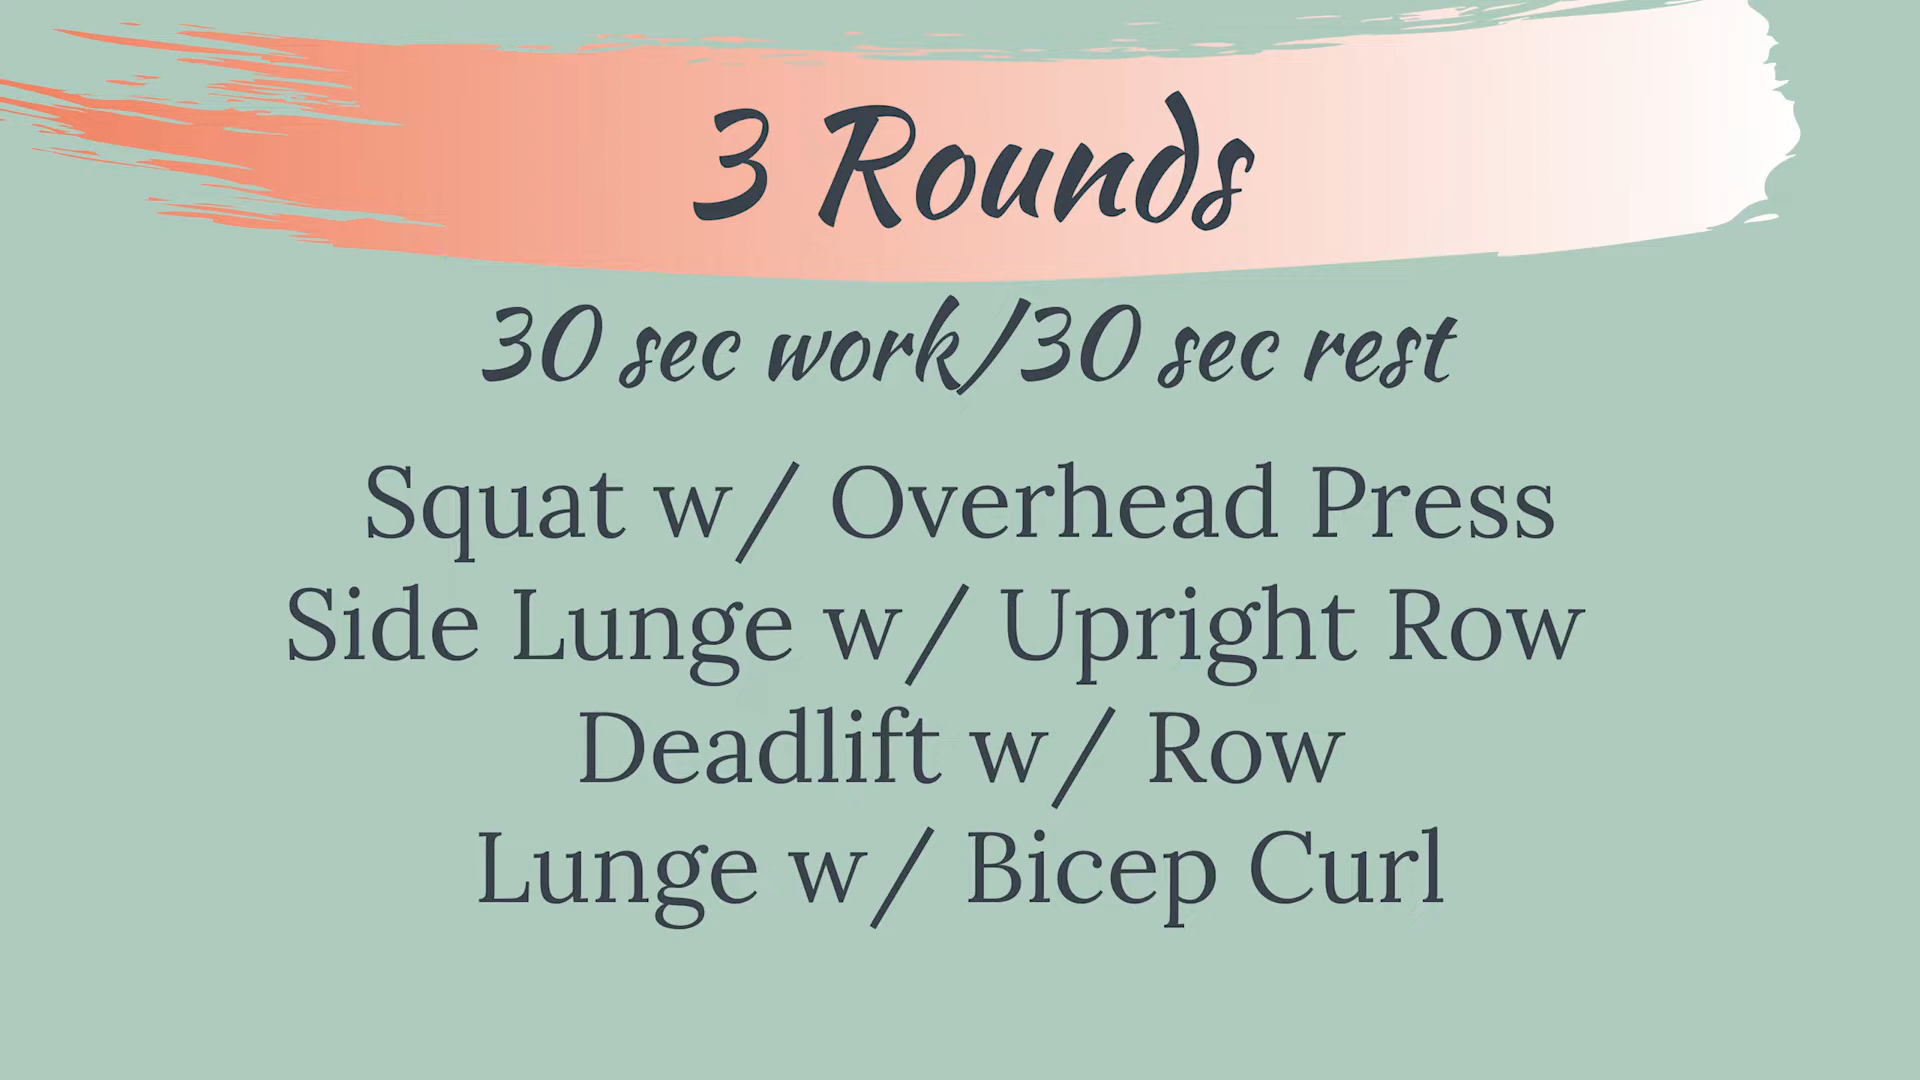 3 Rounds
30 sec work/30 sec rest
Squat w/ Overhead Press
Side Lunge w/ Upright Row
Deadlift w/ Row
Lunge w/ Bicep Curl